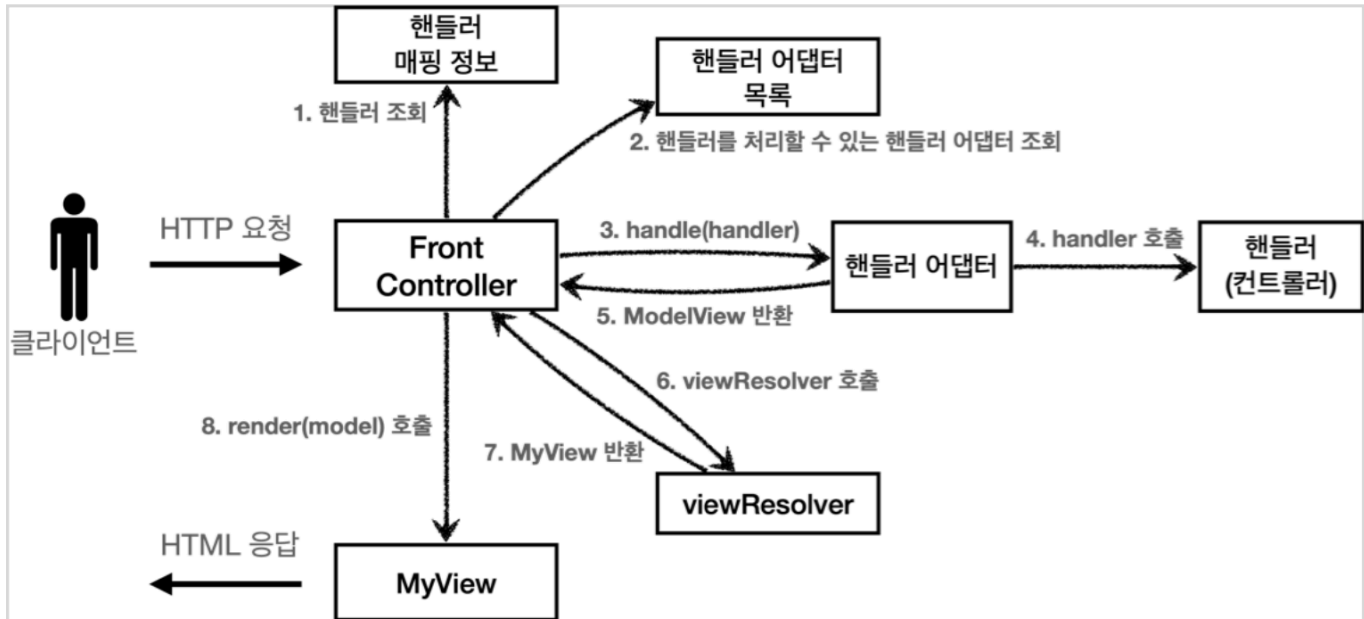 핸들러
매핑 정보
핸들러 어댑터
목록
1. 핸들러 조회
2. 핸들러를 처리할 수 있는 핸들러 어댑터 조회
HTTP 요청
Front
Controller
3. handle(handler)
핸들러 어댑터
4. handler 호출
핸들러
(컨트롤러)
5. ModelView 반환
클라이언트
6. viewResolver 호출
8. render(model) 호출
7. MyView 반환
viewResolver
HTML 응답
MyView